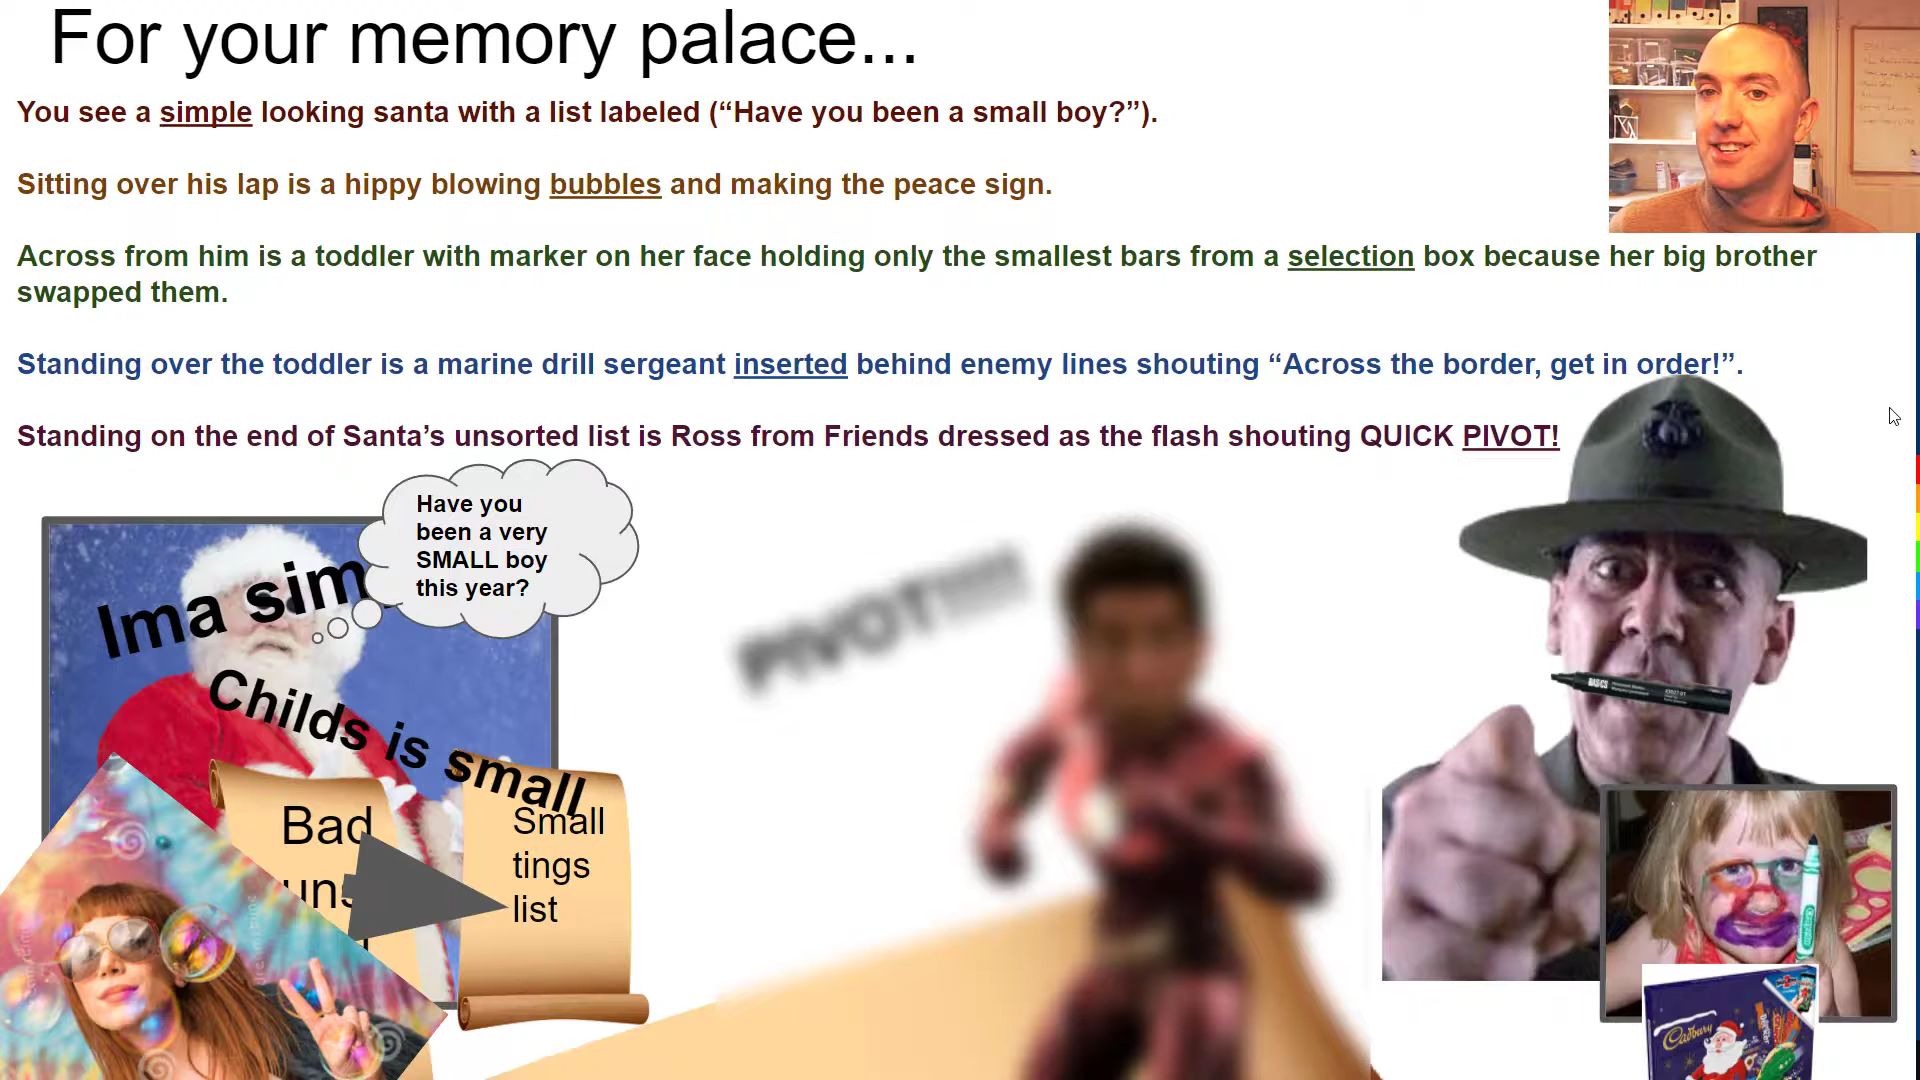 For your memory palace...
You see a simple looking santa with a list labeled (“Have you been a small boy?”).
Sitting over his lap is a hippy blowing bubbles and making the peace sign.
Across from him is a toddler with marker on her face holding only the smallest bars from a selection box because her big brother
swapped them.
Standing over the toddler is a marine drill sergeant inserted behind enemy lines shouting “Across the border, get in order!”.
Standing on the end of Santa’s unsorted list is Ross from Friends dressed as the flash shouting QUICK PIVOT!
Have you
been a very
SMALL boy
this year?
Ima sim
Childs is small
PIVOT!!!!!
Bad
uns
Small
tings
list
BASICS
Cadbury